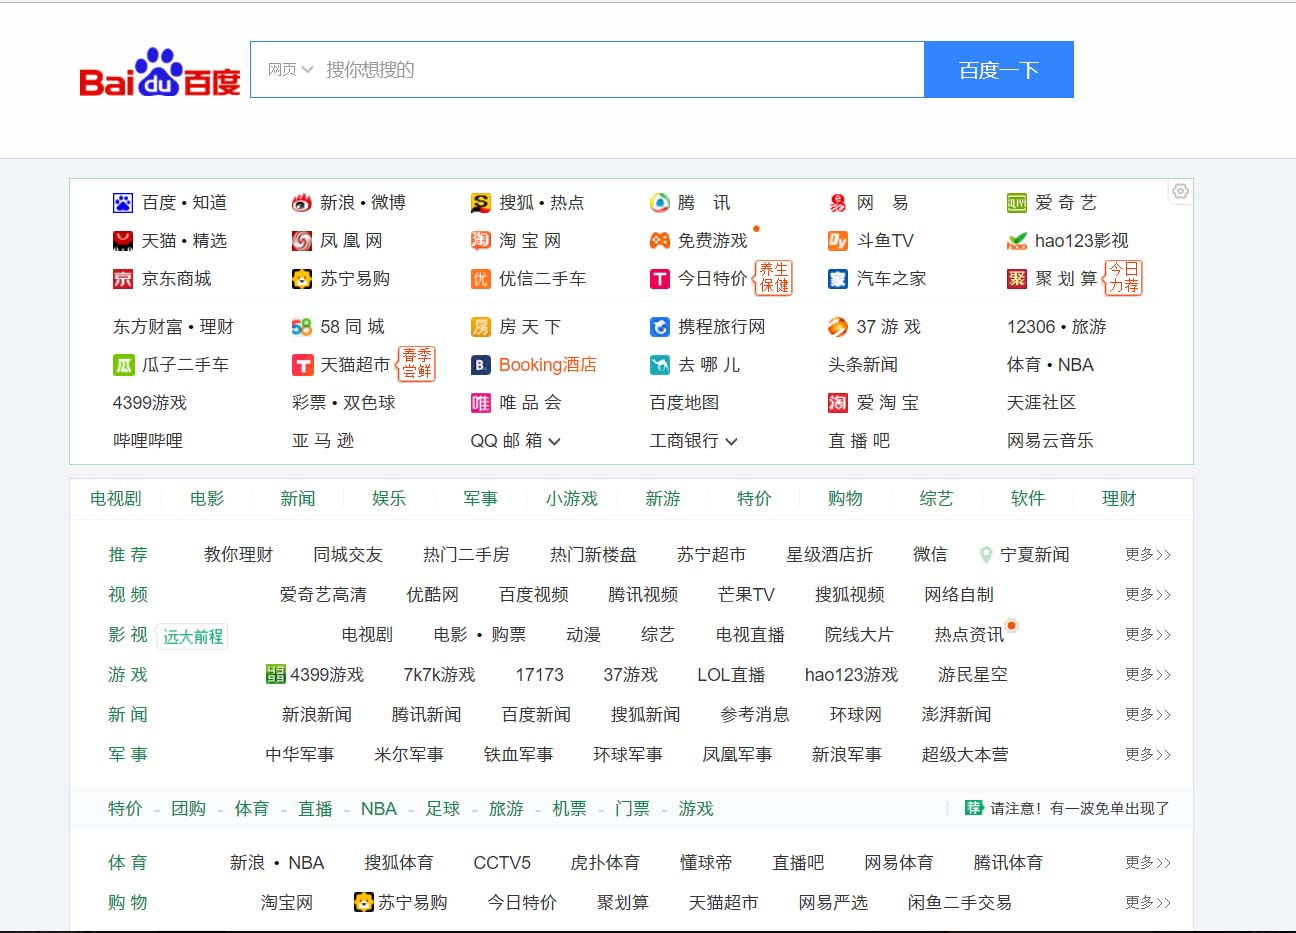 Bai du 百度 网页 搜你想搜的 百度一下
百度 • 知道 新浪 • 微博 搜狐 • 热点 腾 讯 网 易 爱 奇 艺
天猫 • 精选 凤 凰 网 淘 宝 网 免费游戏 斗鱼TV hao123影视
京东商城 苏宁易购 优信二手车 今日特价 养生保健 汽车之家 聚 划 算 今日力荐
东方财富 • 理财 58 同 城 房 天 下 携程旅行网 37 游 戏 12306 • 旅游
瓜子二手车 天猫超市 春季尝鲜 Booking酒店 去 哪 儿 头条新闻 体育 • NBA
4399游戏 彩票 • 双色球 唯 品 会 百度地图 爱 淘 宝 天涯社区
哔哩哔哩 亚 马 逊 QQ 邮 箱 工商银行 直 播 吧 网易云音乐
电视剧 电影 新闻 娱乐 军事 小游戏 新游 特价 购物 综艺 软件 理财
推 荐 教你理财 同城交友 热门二手房 热门新楼盘 苏宁超市 星级酒店折 微信 宁夏新闻 更多>>
视 频 爱奇艺高清 优酷网 百度视频 腾讯视频 芒果TV 搜狐视频 网络自制 更多>>
影 视 远大前程 电视剧 电影 • 购票 动漫 综艺 电视直播 院线大片 热点资讯 更多>>
游 戏 4399游戏 7k7k游戏 17173 37游戏 LOL直播 hao123游戏 游民星空 更多>>
新 闻 新浪新闻 腾讯新闻 百度新闻 搜狐新闻 参考消息 环球网 澎湃新闻 更多>>
军 事 中华军事 米尔军事 铁血军事 环球军事 凤凰军事 新浪军事 超级大本营 更多>>
特价 - 团购 - 体育 - 直播 - NBA - 足球 - 旅游 - 机票 - 门票 - 游戏 荐 请注意！有一波免单出现了
体 育 新浪 • NBA 搜狐体育 CCTV5 虎扑体育 懂球帝 直播吧 网易体育 腾讯体育 更多>>
购 物 淘宝网 苏宁易购 今日特价 聚划算 天猫超市 网易严选 闲鱼二手交易 更多>>